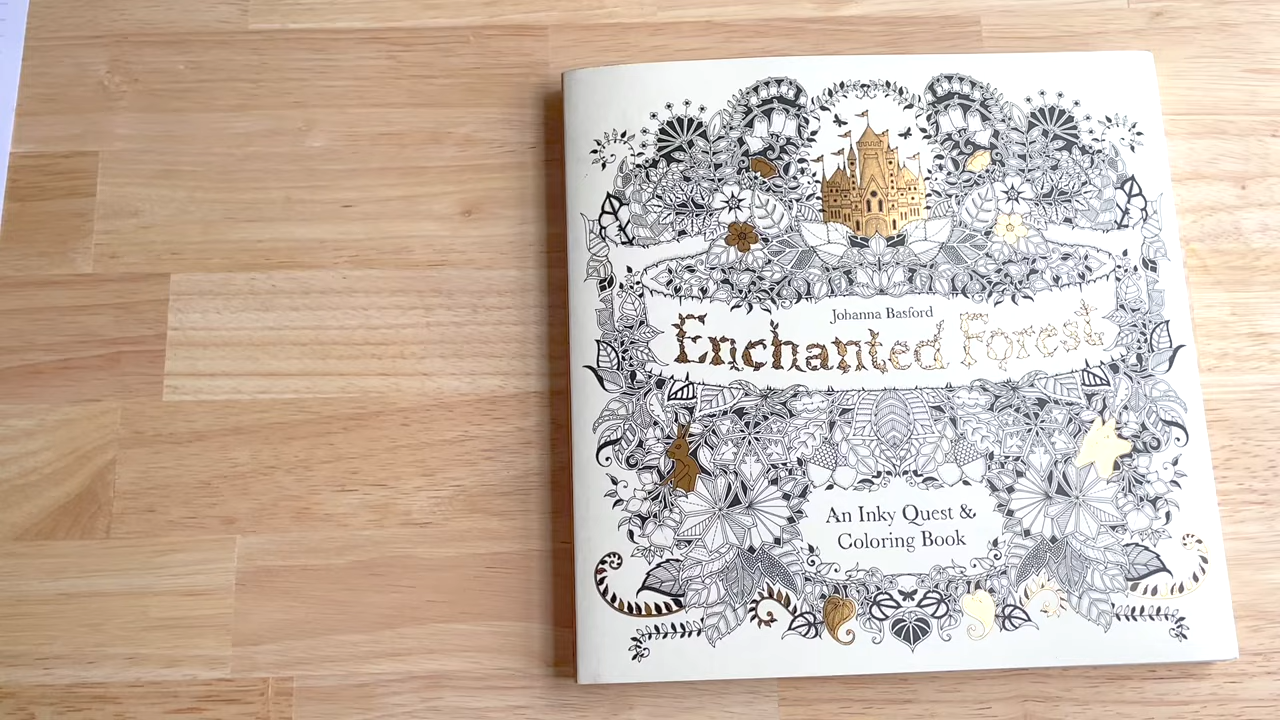 Johanna Basford
Enchanted Forest
An Inky Quest &
Coloring Book